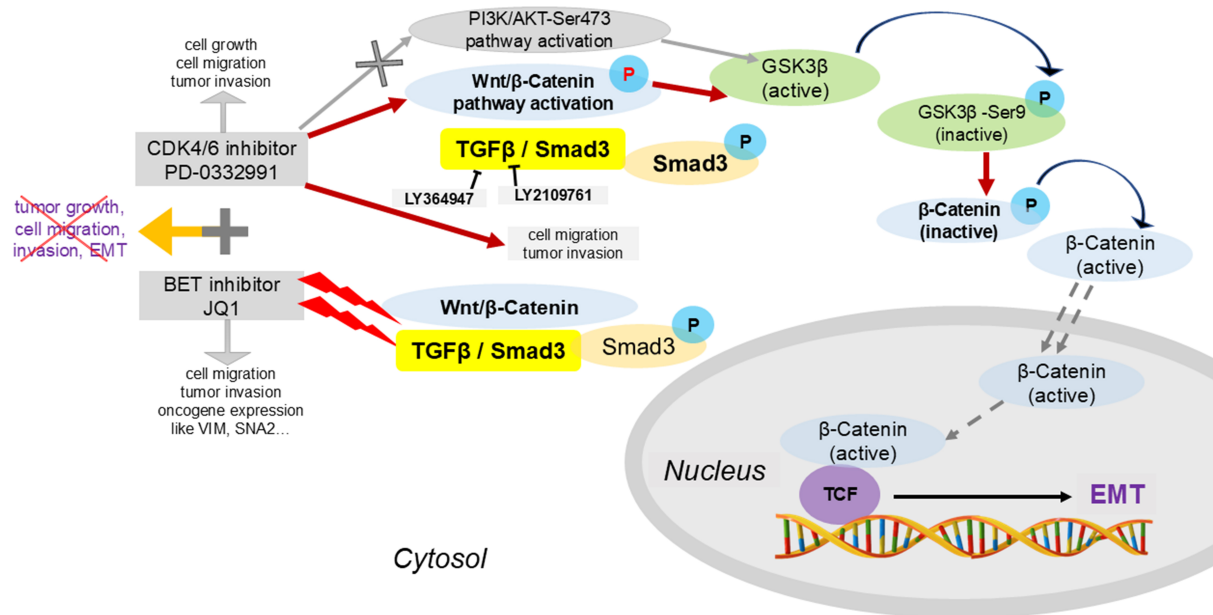 PI3K/AKT-Ser473
pathway activation
cell growth
cell migration
tumor invasion
Wnt/β-Catenin
pathway activation
P
GSK3β
(active)
P
GSK3β -Ser9
(inactive)
CDK4/6 inhibitor
PD-0332991
TGFβ / Smad3
Smad3
P
LY364947
LY2109761
β-Catenin
(inactive)
P
tumor growth,
cell migration,
invasion, EMT
cell migration
tumor invasion
β-Catenin
(active)
BET inhibitor
JQ1
Wnt/β-Catenin
TGFβ / Smad3
Smad3
P
cell migration
tumor invasion
oncogene expression
like VIM, SNA2…
β-Catenin
(active)
β-Catenin
(active)
Nucleus
TCF
EMT
Cytosol